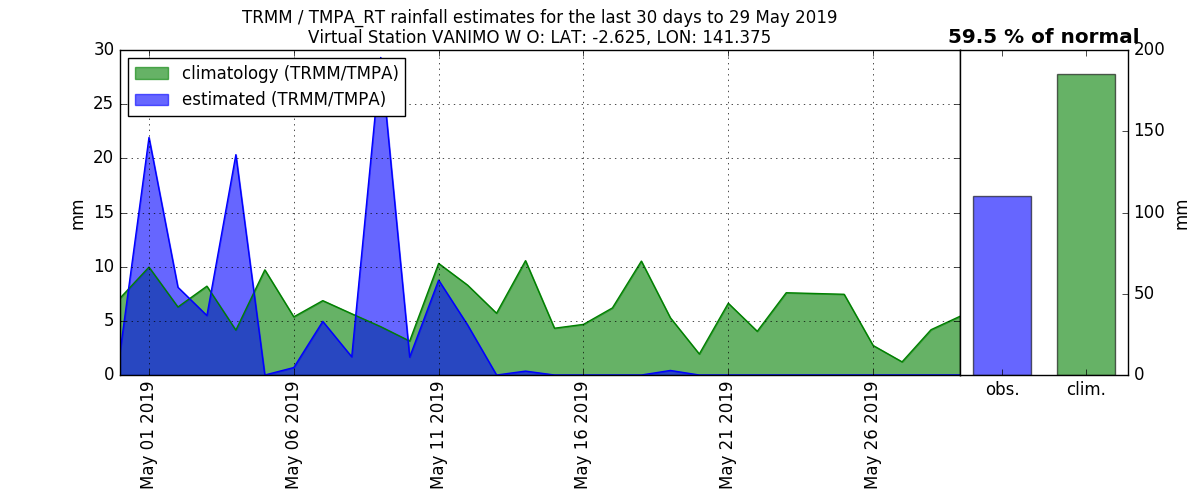 TRMM / TMPA_RT rainfall estimates for the last 30 days to 29 May 2019
Virtual Station VANIMO W O: LAT: -2.625, LON: 141.375
59.5 % of normal
climatology (TRMM/TMPA)
estimated (TRMM/TMPA)
30
25
20
15
10
5
0
mm
May 01 2019
May 06 2019
May 11 2019
May 16 2019
May 21 2019
May 26 2019
200
150
100
50
0
mm
obs.
clim.